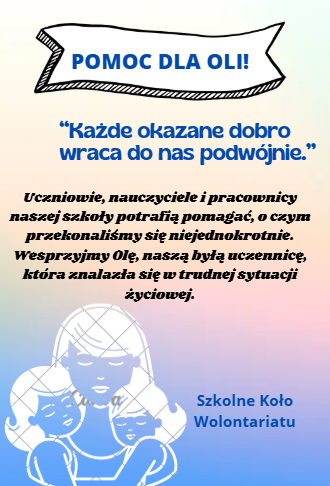 POMOC DLA OLI!
“Każde okazane dobro
wraca do nas podwójnie.”
Uczniowie, nauczyciele i pracownicy
naszej szkoły potrafią pomagać, o czym
przekonaliśmy się niejednokrotnie.
Wesprzyjmy Olę, naszą byłą uczennicę,
która znalazła się w trudnej sytuacji
życiowej.
Szkolne Koło
Wolontariatu